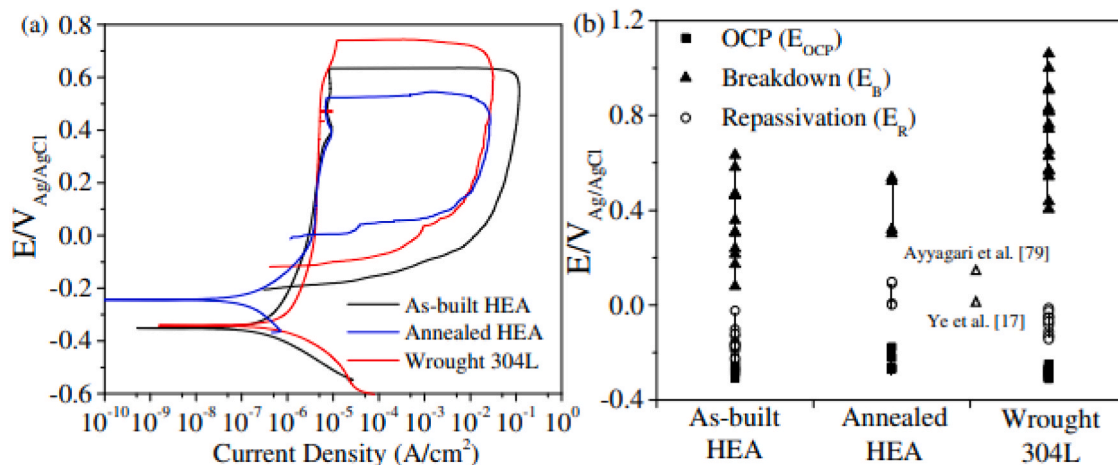 (a)
0.8
0.6
0.4
0.2
0.0
-0.2
-0.4
-0.6
E/V Ag/AgCl
As-built HEA
Annealed HEA
Wrought 304L
10^-10 10^-9 10^-8 10^-7 10^-6 10^-5 10^-4 10^-3 10^-2 10^-1 10^0
Current Density (A/cm^2)
(b)
1.2
0.8
0.4
0.0
-0.4
E/V Ag/AgCl
OCP (E_OCP)
Breakdown (E_B)
Repassivation (E_R)
Ayyagari et al. [79]
Ye et al. [17]
As-built
HEA
Annealed
HEA
Wrought
304L